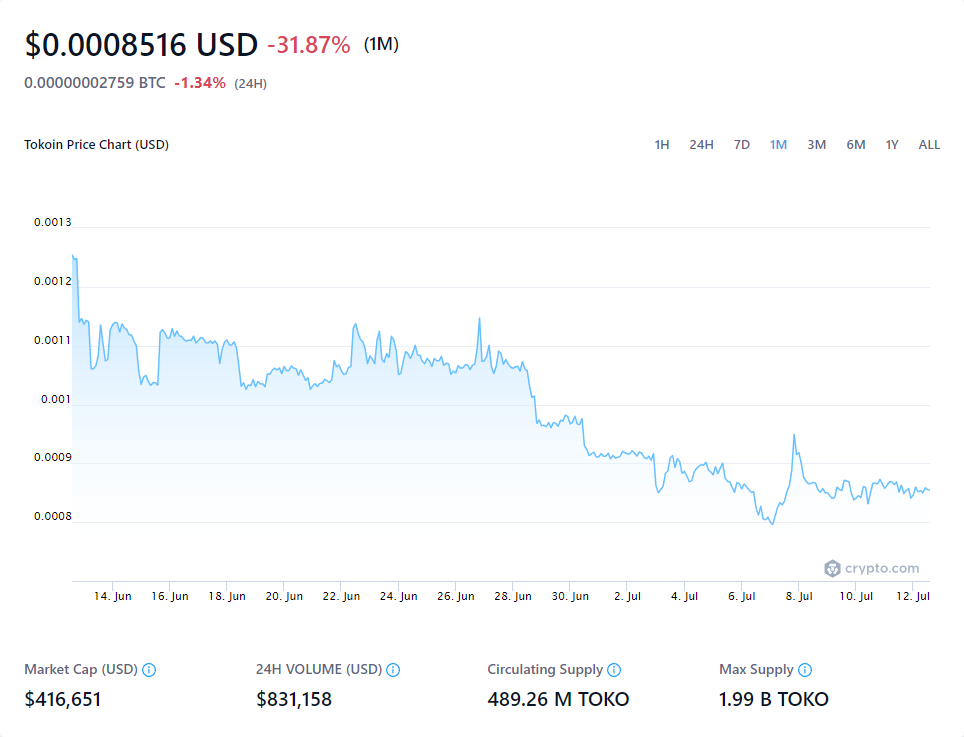 $0.0008516 USD -31.87% (1M)
0.00000002759 BTC -1.34% (24H)
Tokoin Price Chart (USD) 1H 24H 7D 1M 3M 6M 1Y ALL
0.0013
0.0012
0.0011
0.001
0.0009
0.0008
crypto.com
14. Jun 16. Jun 18. Jun 20. Jun 22. Jun 24. Jun 26. Jun 28. Jun 30. Jun 2. Jul 4. Jul 6. Jul 8. Jul 10. Jul 12. Jul
Market Cap (USD) 24H VOLUME (USD) Circulating Supply Max Supply
$416,651 $831,158 489.26 M TOKO 1.99 B TOKO